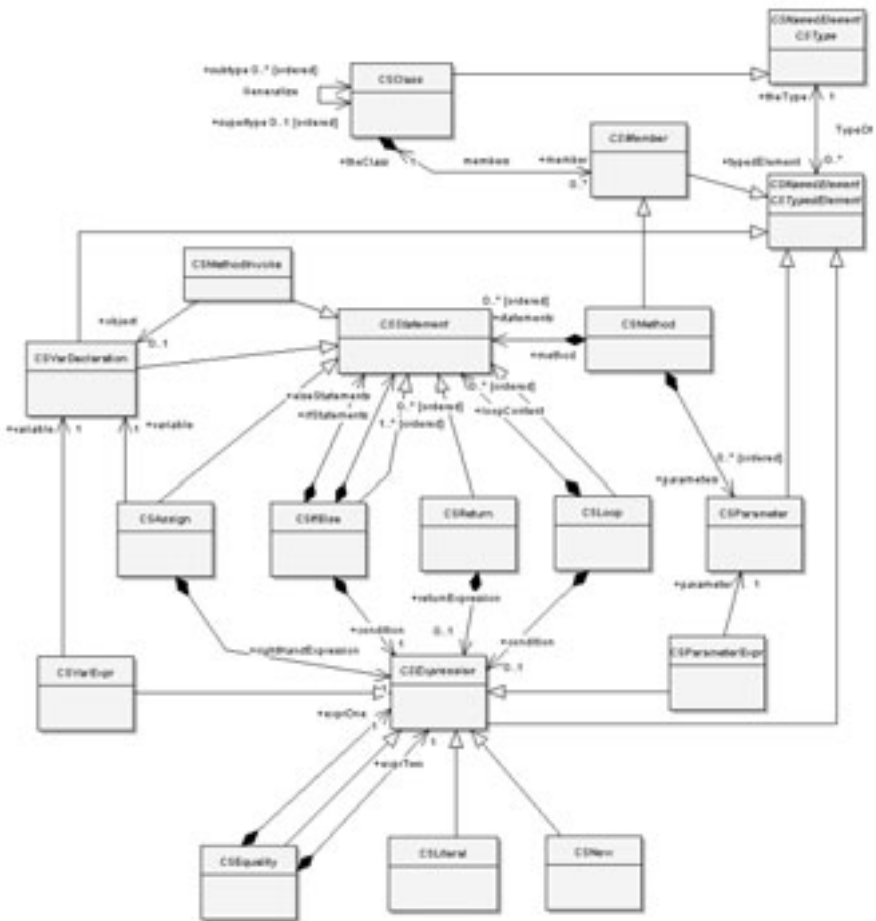 CSNamedElement
CSType
+subtype 0..* [ordered]
Generalize
+supertype 0..1 [ordered]
CSClass
+theType
1
TypeOf
+theClass
1
members
+member
0..*
CSMember
+typedElement
0..*
CSNamedElement
CSTypedElement
CSMethodInvoke
0..* [ordered]
+statements
CSStatement
CSMethod
+method
+object
0..1
CSVarDeclaration
+elseStatements
+ifStatements
0..* [ordered]
1..* [ordered]
0..* [ordered]
+loopContent
+variable
1
1
+variable
0..* [ordered]
+parameters
CSAssign
CSIfElse
CSReturn
CSLoop
CSParameter
+returnExpression
0..1
+condition
1
+condition
0..1
+parameter
1
+rightHandExpression
CSVarExpr
CSExpression
CSParameterExpr
+exprOne
1
1
+exprTwo
CSEquality
CSLiteral
CSNew